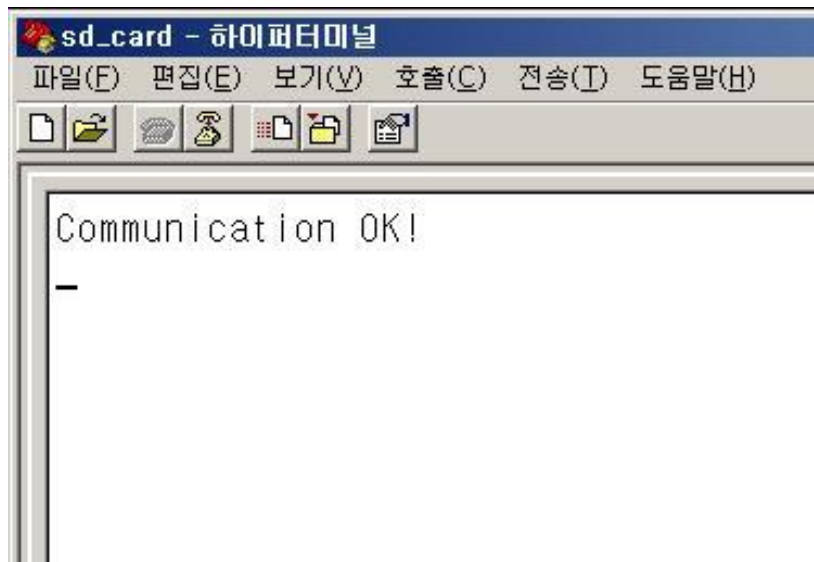 sd_card - 하이퍼터미널
파일(F) 편집(E) 보기(V) 호출(C) 전송(T) 도움말(H)
Communication OK!
_